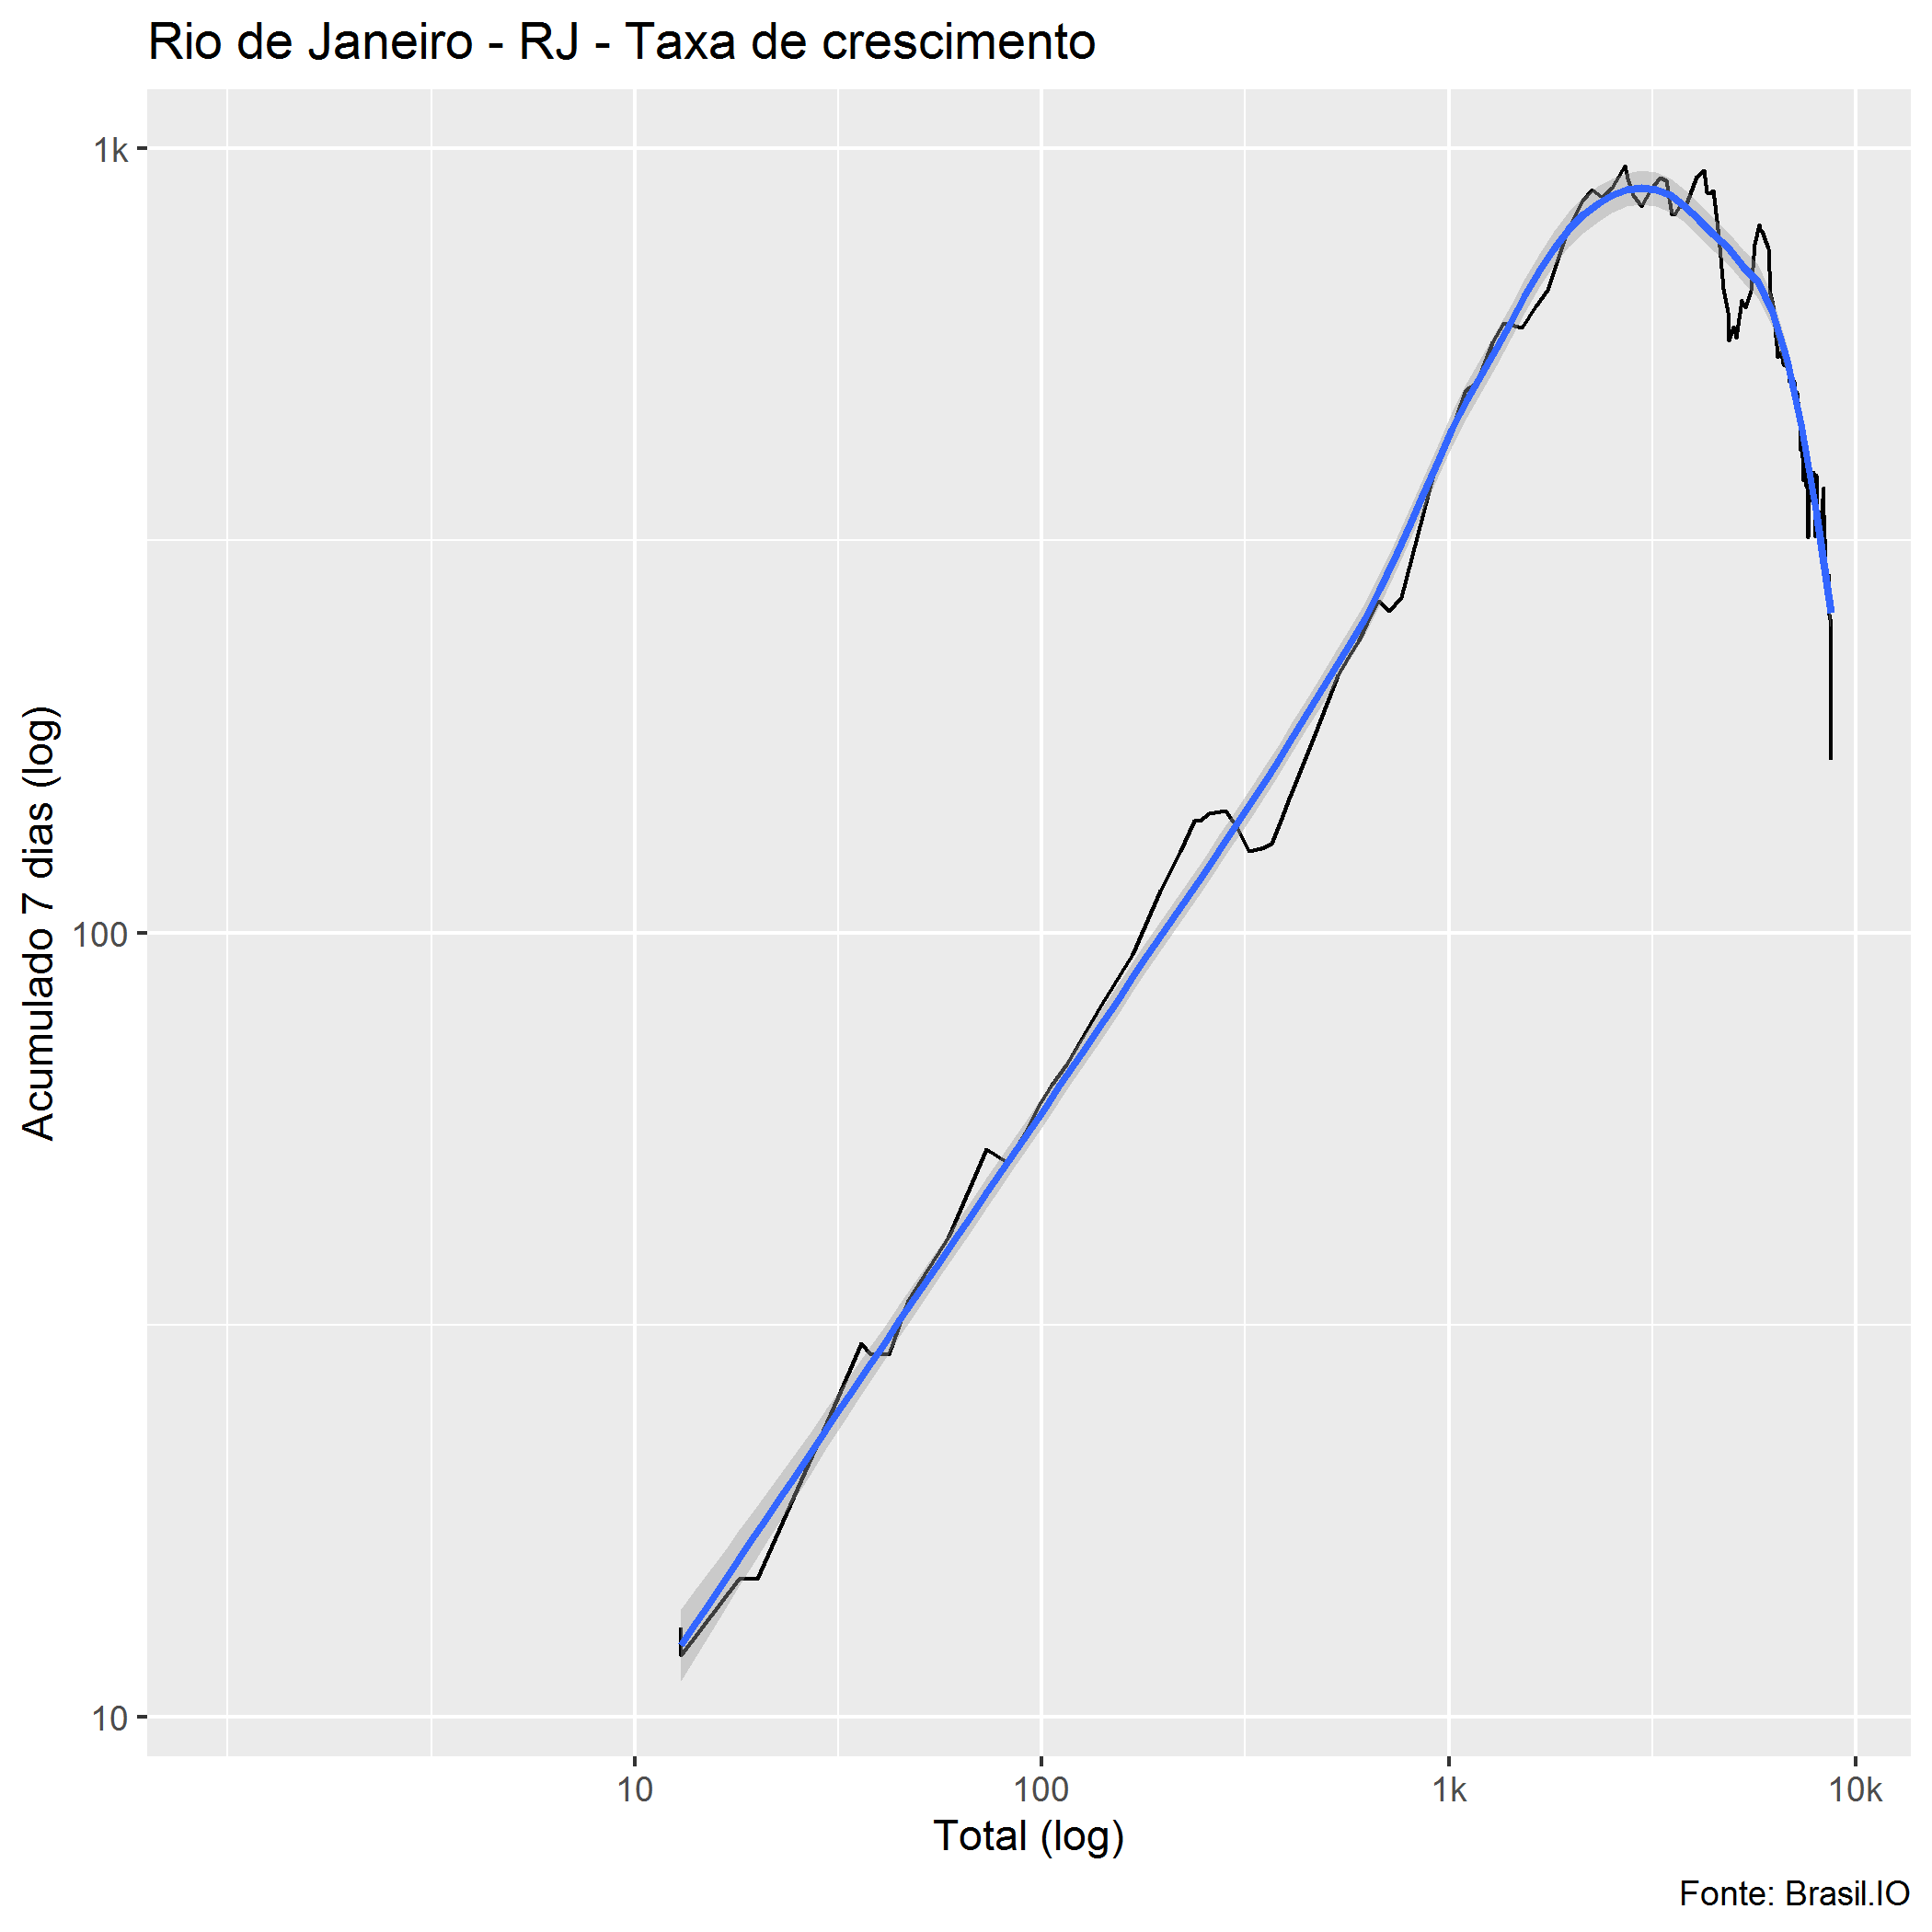 Rio de Janeiro - RJ - Taxa de crescimento
1k
100
10
Acumulado 7 dias (log)
10
100
1k
10k
Total (log)
Fonte: Brasil.IO